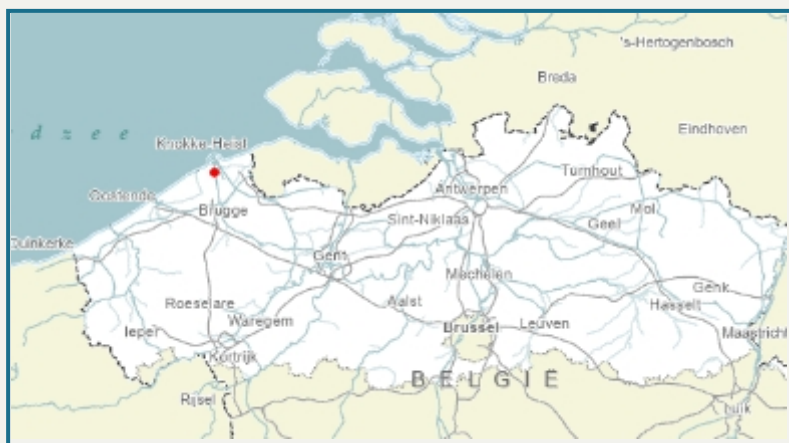 's-Hertogenbosch
Breda
Eindhoven
d z e e
Knokke-Heist
Turnhout
Antwerpen
Oostende
Mol
Brugge
Sint-Niklaas
Geel
Duinkerke
Gent
Mechelen
Genk
Roeselare
Aalst
Hasselt
Ieper
Waregem
Brussel
Leuven
Maastricht
Kortrijk
BELGIË
Rijsel
Luik